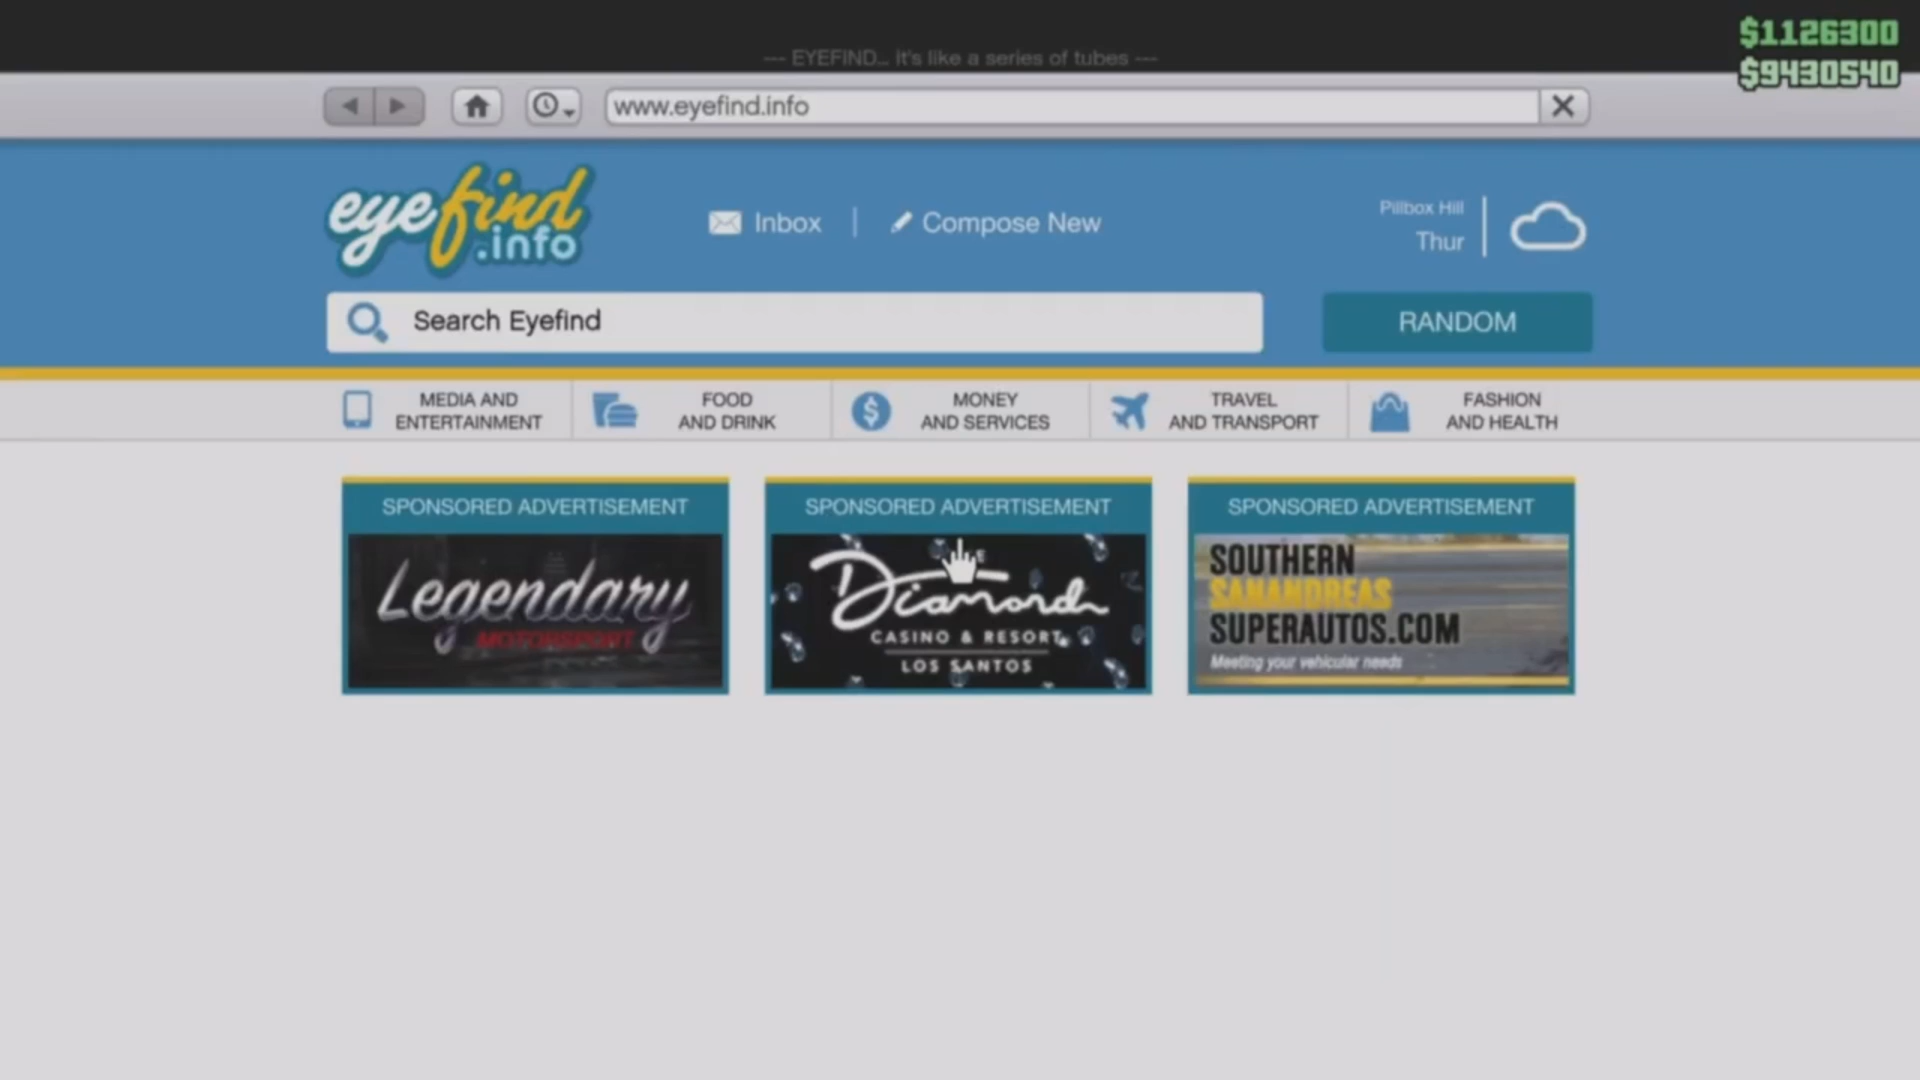 $1126300
--- EYEFIND... it's like a series of tubes ---
$9430540
www.eyefind.info
eyefind
.info
Inbox
Compose New
Pillbox Hill
Thur
Search Eyefind
RANDOM
MEDIA AND
ENTERTAINMENT
FOOD
AND DRINK
MONEY
AND SERVICES
TRAVEL
AND TRANSPORT
FASHION
AND HEALTH
SPONSORED ADVERTISEMENT
Legendary
MOTORSPORT
SPONSORED ADVERTISEMENT
Diamond
CASINO & RESORT
LOS SANTOS
SPONSORED ADVERTISEMENT
SOUTHERN
SANANDREAS
SUPERAUTOS.COM
Meeting your vehicular needs